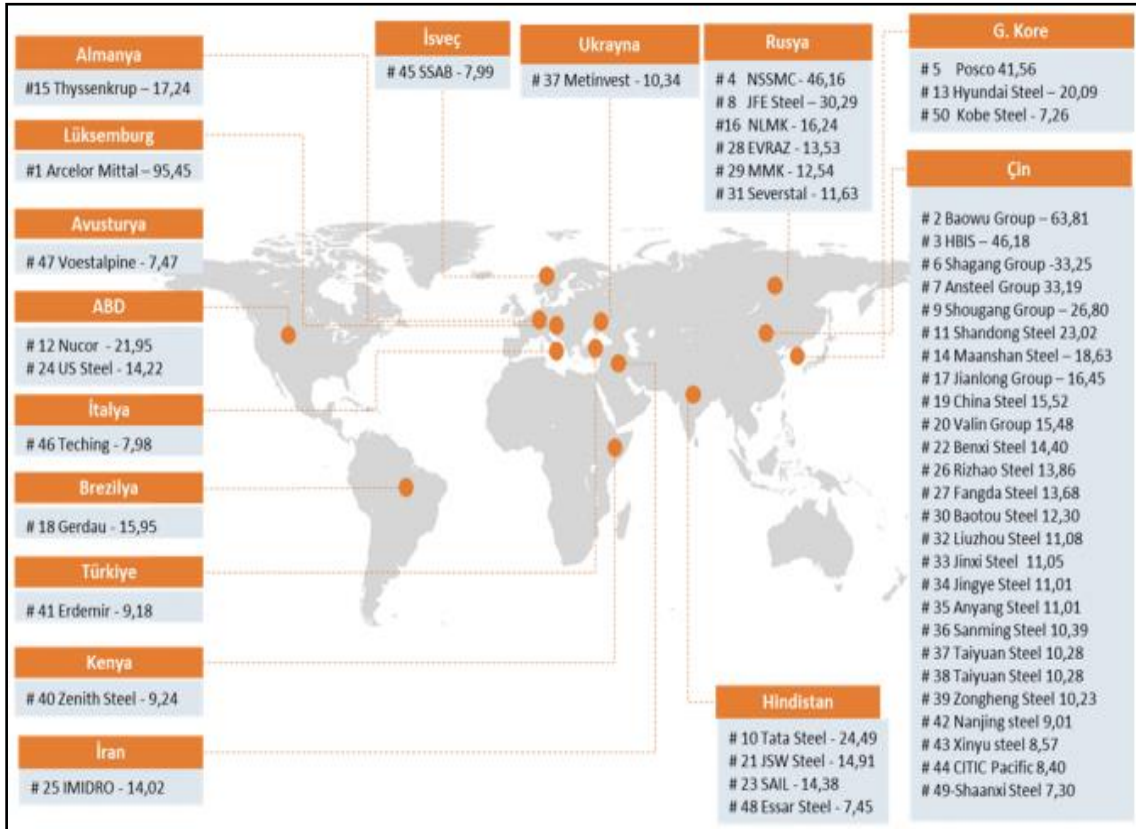 Almanya
#15 Thyssenkrup – 17,24
Lüksemburg
#1 Arcelor Mittal – 95,45
Avusturya
# 47 Voestalpine - 7,47
ABD
# 12 Nucor - 21,95
# 24 US Steel - 14,22
İtalya
# 46 Teching - 7,98
Brezilya
# 18 Gerdau - 15,95
Türkiye
# 41 Erdemir - 9,18
Kenya
# 40 Zenith Steel - 9,24
İran
# 25 IMIDRO - 14,02
İsveç
# 45 SSAB - 7,99
Ukrayna
# 37 Metinvest - 10,34
Rusya
# 4 NSSMC - 46,16
# 8 JFE Steel - 30,29
#16 NLMK - 16,24
# 28 EVRAZ - 13,53
# 29 MMK - 12,54
# 31 Severstal - 11,63
G. Kore
# 5 Posco 41,56
# 13 Hyundai Steel – 20,09
# 50 Kobe Steel - 7,26
Çin
# 2 Baowu Group – 63,81
# 3 HBIS – 46,18
# 6 Shagang Group -33,25
# 7 Ansteel Group 33,19
# 9 Shougang Group – 26,80
# 11 Shandong Steel 23,02
# 14 Maanshan Steel – 18,63
# 17 Jianlong Group – 16,45
# 19 China Steel 15,52
# 20 Valin Group 15,48
# 22 Benxi Steel 14,40
# 26 Rizhao Steel 13,86
# 27 Fangda Steel 13,68
# 30 Baotou Steel 12,30
# 32 Liuzhou Steel 11,08
# 33 Jinxi Steel 11,05
# 34 Jingye Steel 11,01
# 35 Anyang Steel 11,01
# 36 Sanming Steel 10,39
# 37 Taiyuan Steel 10,28
# 38 Taiyuan Steel 10,28
# 39 Zongheng Steel 10,23
# 42 Nanjing steel 9,01
# 43 Xinyu steel 8,57
# 44 CITIC Pacific 8,40
# 49-Shaanxi Steel 7,30
Hindistan
# 10 Tata Steel - 24,49
# 21 JSW Steel - 14,91
# 23 SAIL - 14,38
# 48 Essar Steel - 7,45